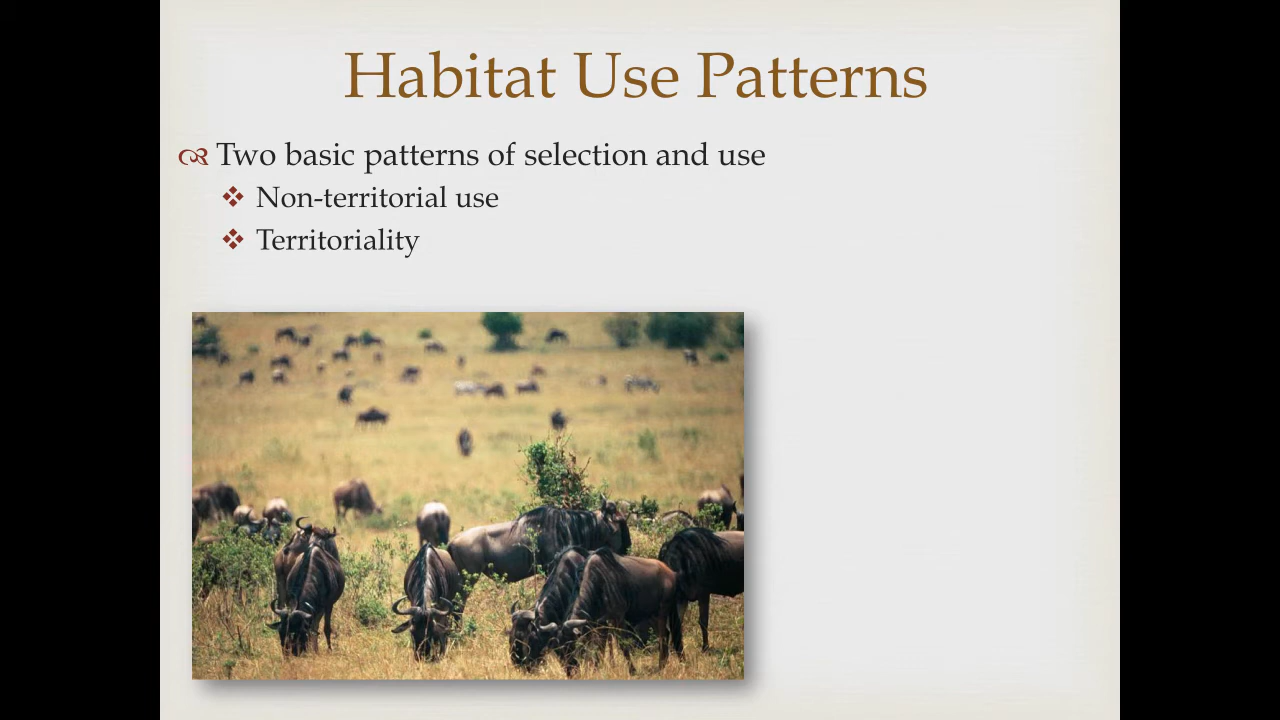 Habitat Use Patterns
Two basic patterns of selection and use
Non-territorial use
Territoriality